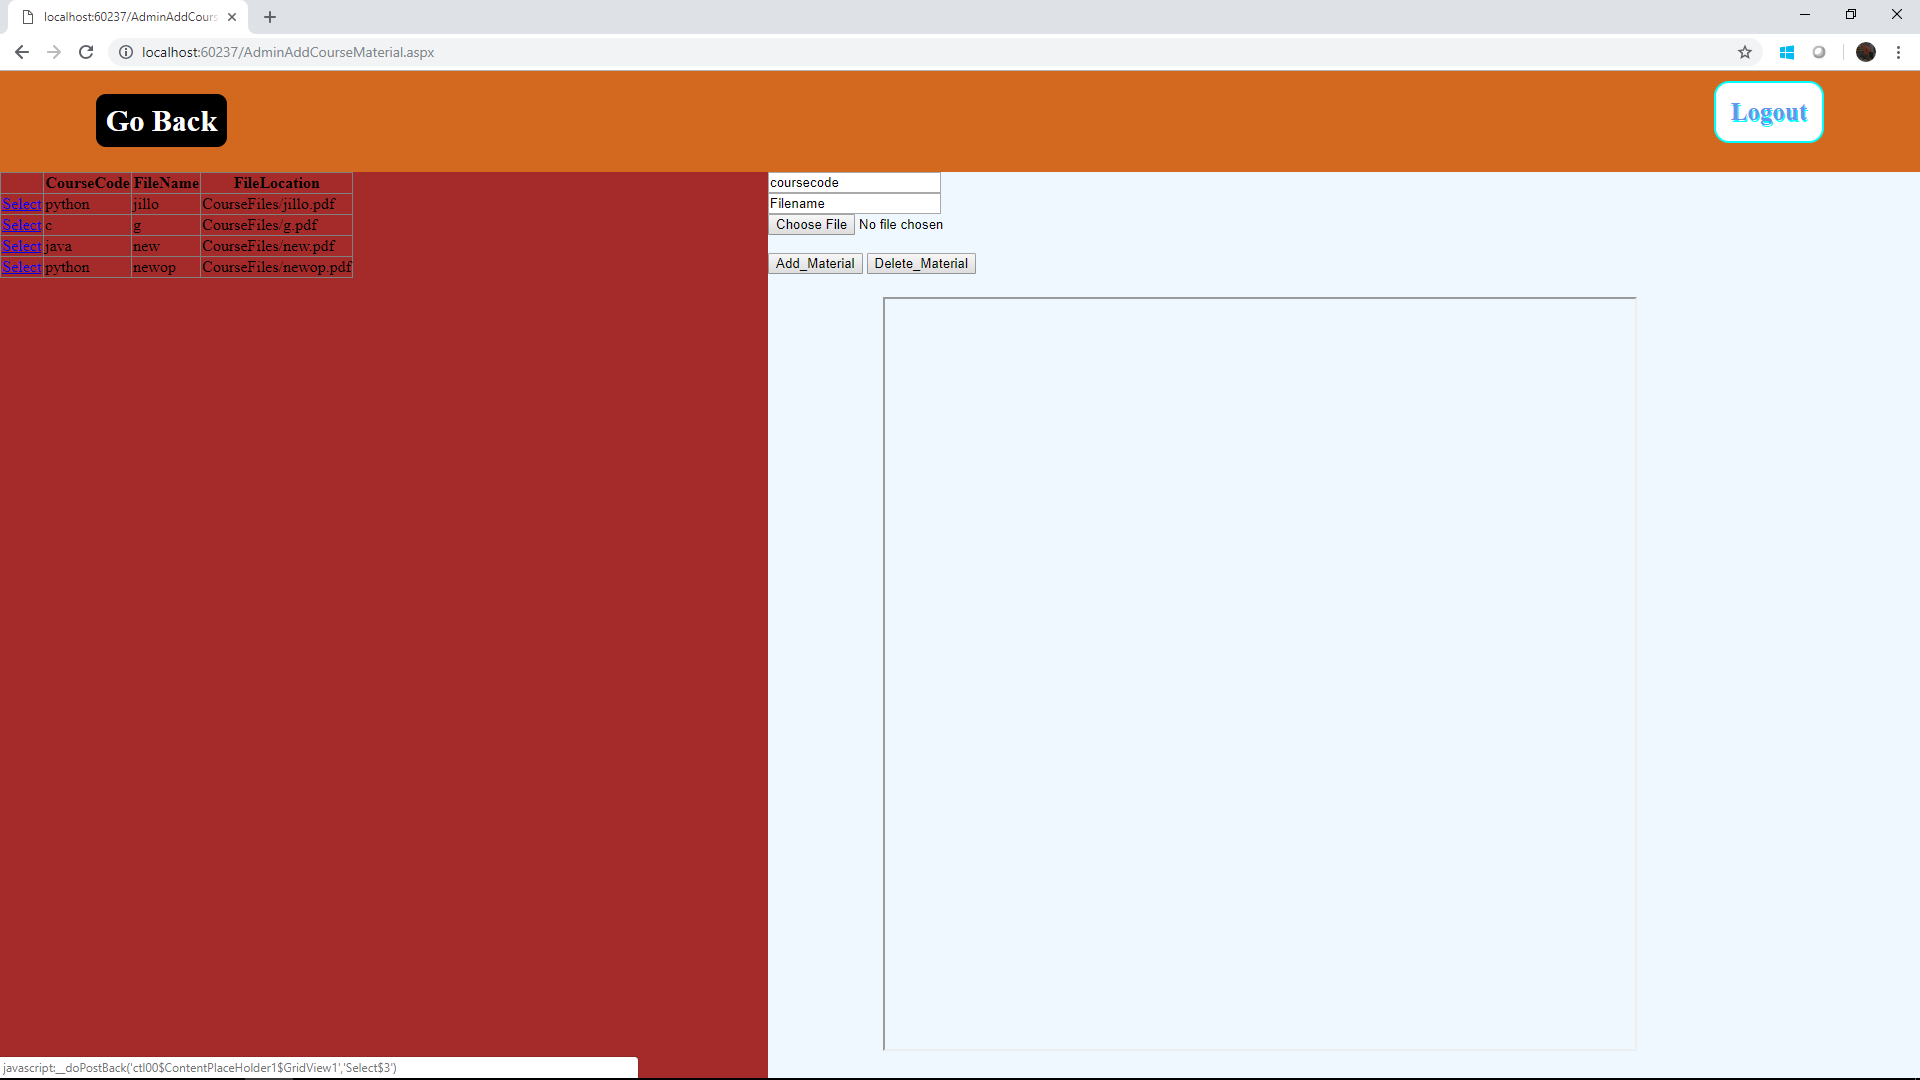 localhost:60237/AdminAddCours
localhost:60237/AdminAddCourseMaterial.aspx
Go Back
Logout
CourseCode FileName FileLocation
Select python jillo CourseFiles/jillo.pdf
Select c g CourseFiles/g.pdf
Select java new CourseFiles/new.pdf
Select python newop CourseFiles/newop.pdf
coursecode
Filename
Choose File No file chosen
Add_Material Delete_Material
javascript:__doPostBack('ctl00$ContentPlaceHolder1$GridView1','Select$3')